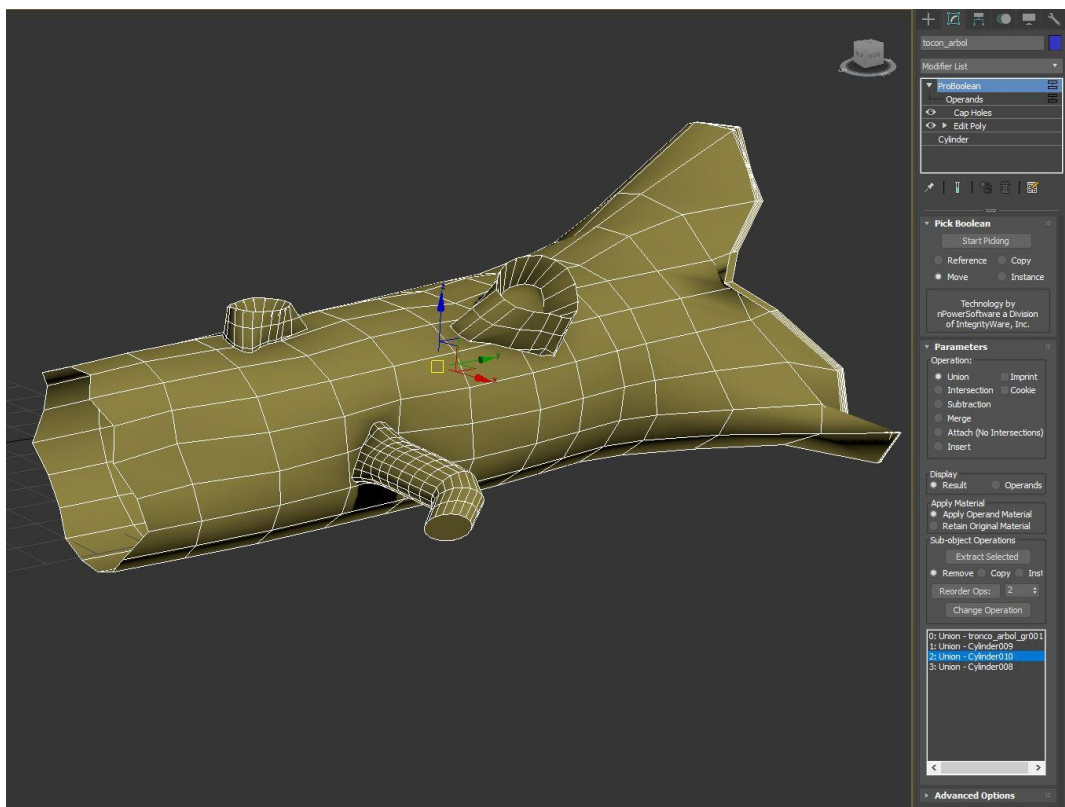 tocon_arbol
Modifier List
ProBoolean
Operands
Cap Holes
Edit Poly
Cylinder
Pick Boolean
Start Picking
Reference Copy
Move Instance
Technology by
nPowerSoftware a Division
of IntegrityWare, Inc.
Parameters
Operation:
Union Imprint
Intersection Cookie
Subtraction
Merge
Attach (No Intersections)
Insert
Display
Result Operands
Apply Material
Apply Operand Material
Retain Original Material
Sub-object Operations
Extract Selected
Remove Copy Inst
Reorder Ops: 2
Change Operation
0: Union - tronco_arbol_gr001
1: Union - Cylinder009
2: Union - Cylinder010
3: Union - Cylinder008
Advanced Options